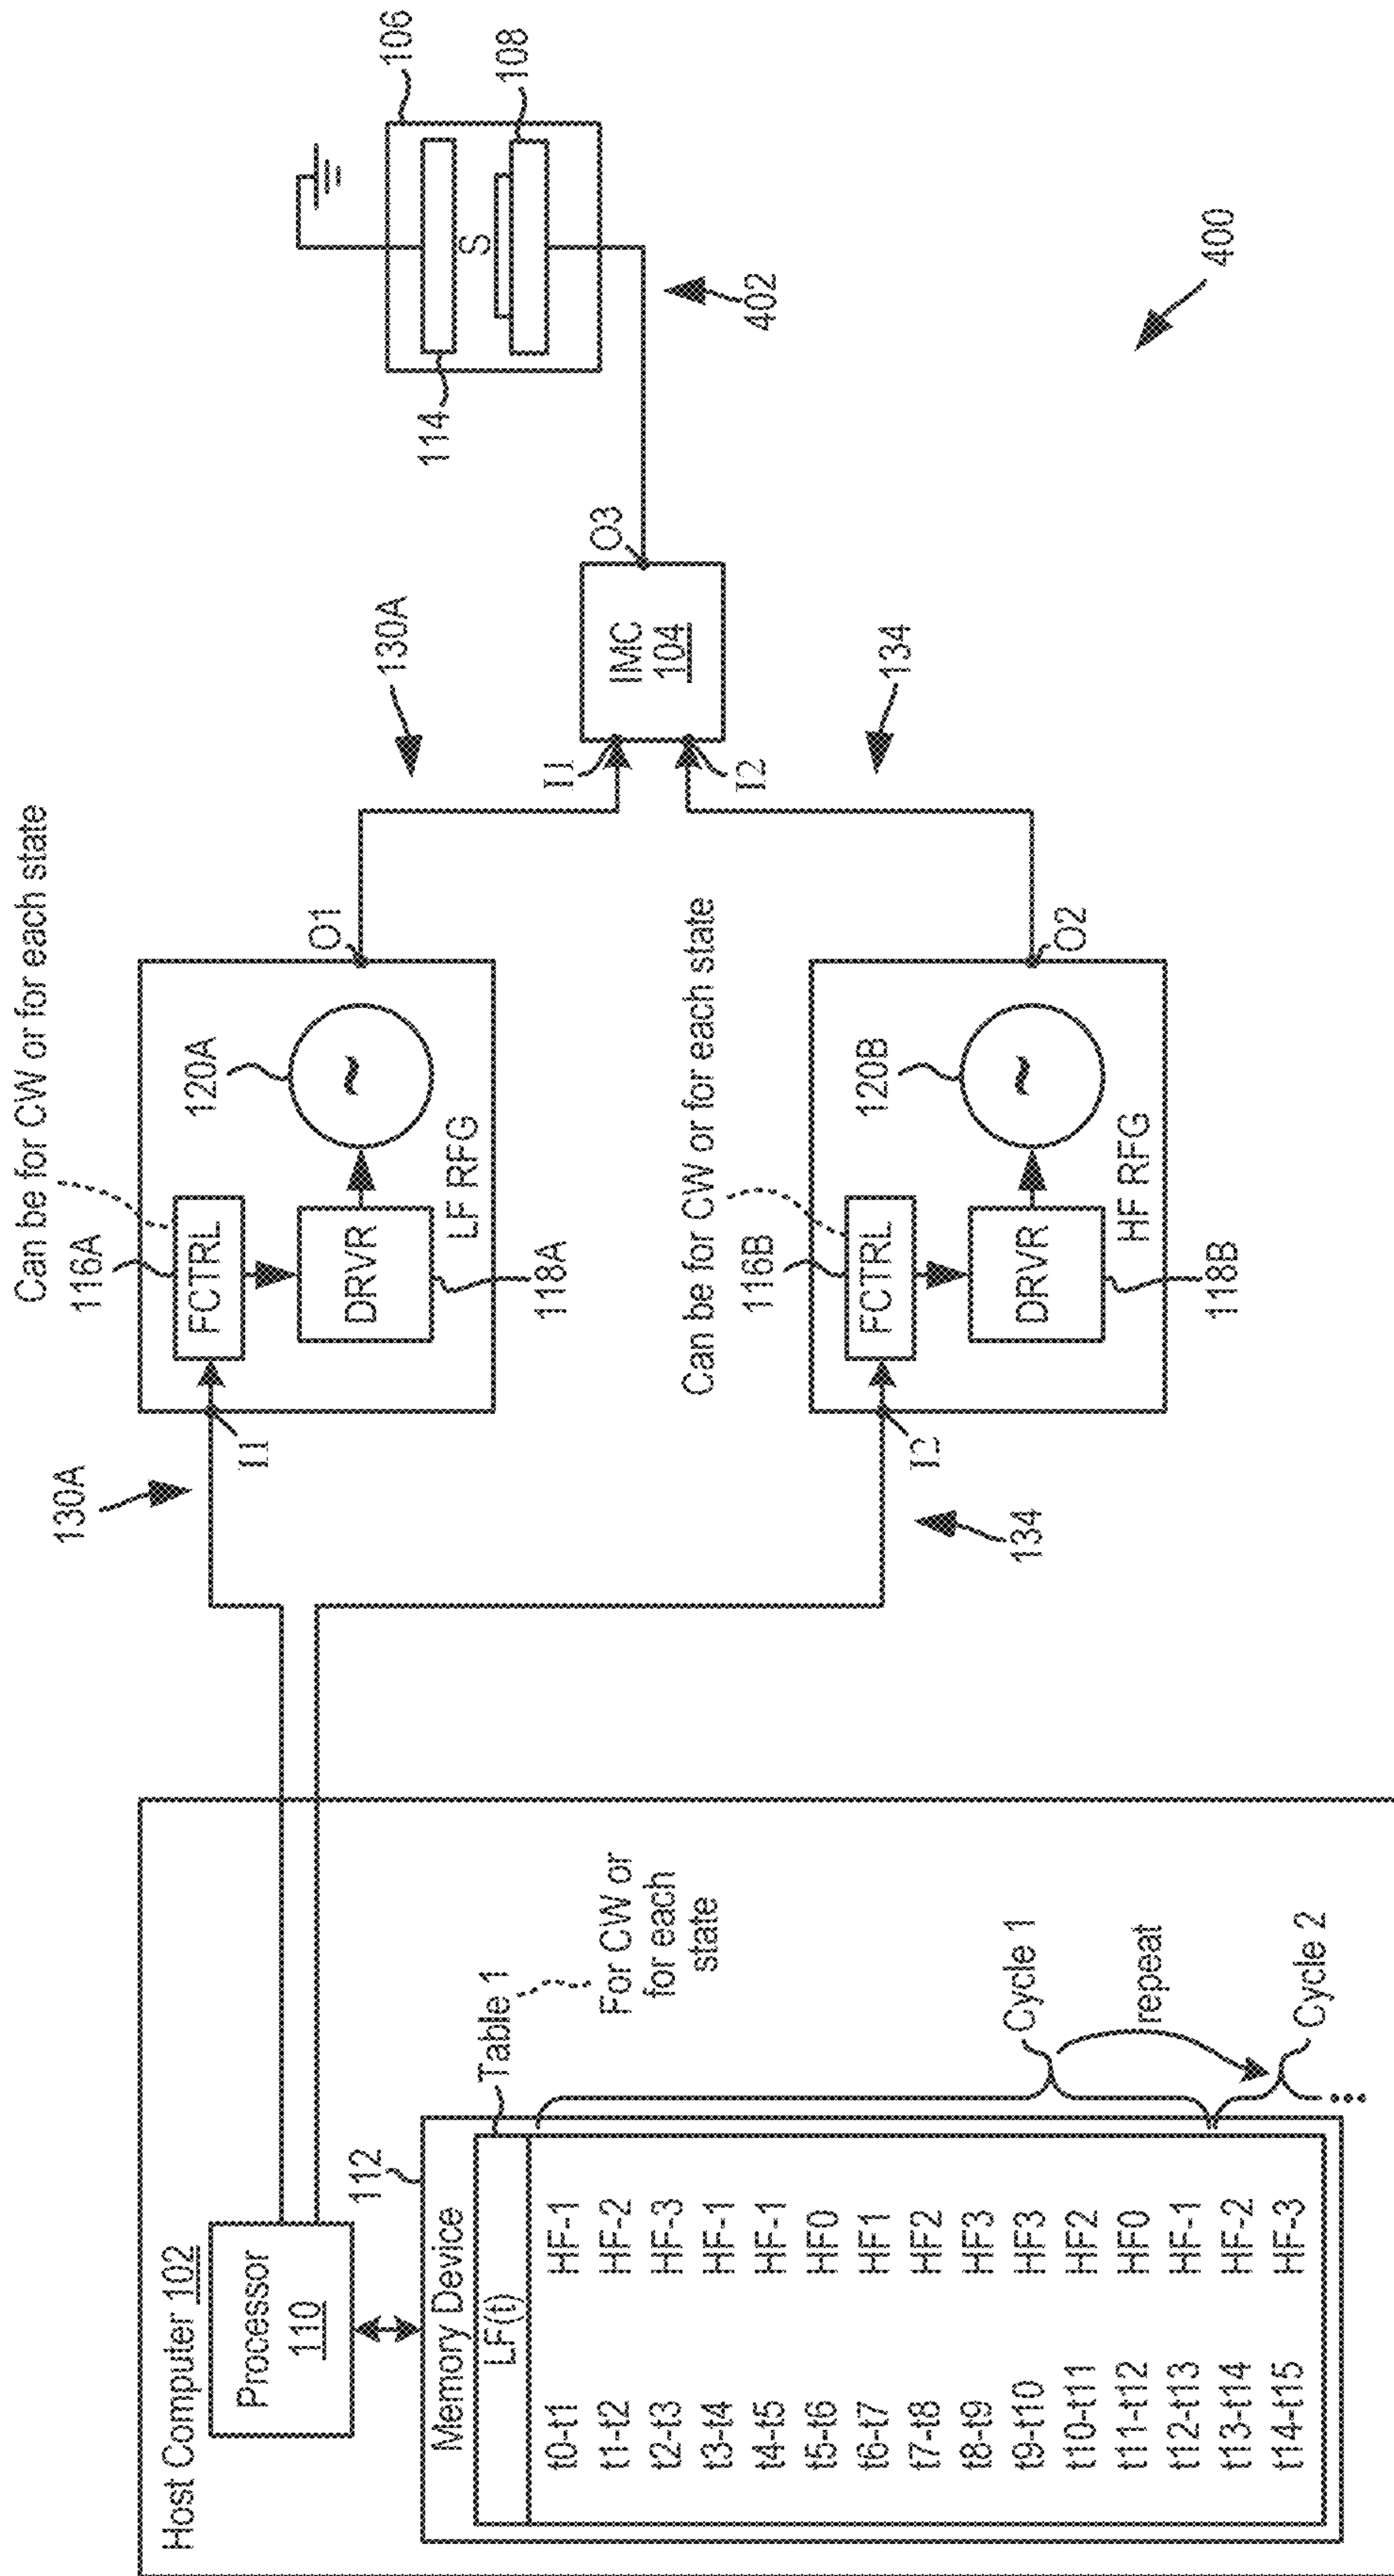 Host Computer 102
Processor
110
112
Memory Device
LF(t)
Table 1
For CW or
for each
state
t0-t1 HF-1
t1-t2 HF-2
t2-t3 HF-3
t3-t4 HF-1
t4-t5 HF-1
t5-t6 HF0
t6-t7 HF1
t7-t8 HF2
t8-t9 HF3
t9-t10 HF3
t10-t11 HF2
t11-t12 HF0
t12-t13 HF-1
t13-t14 HF-2
t14-t15 HF-3
Cycle 1
repeat
Cycle 2
130A
I1
134
I2
Can be for CW or for each state
116A
FCTRL
DRVR
118A
120A
~
LF RFG
O1
Can be for CW or for each state
116B
FCTRL
DRVR
118B
120B
~
HF RFG
O2
130A
I1
I2
134
IMC
104
O3
114
S
106
108
402
400